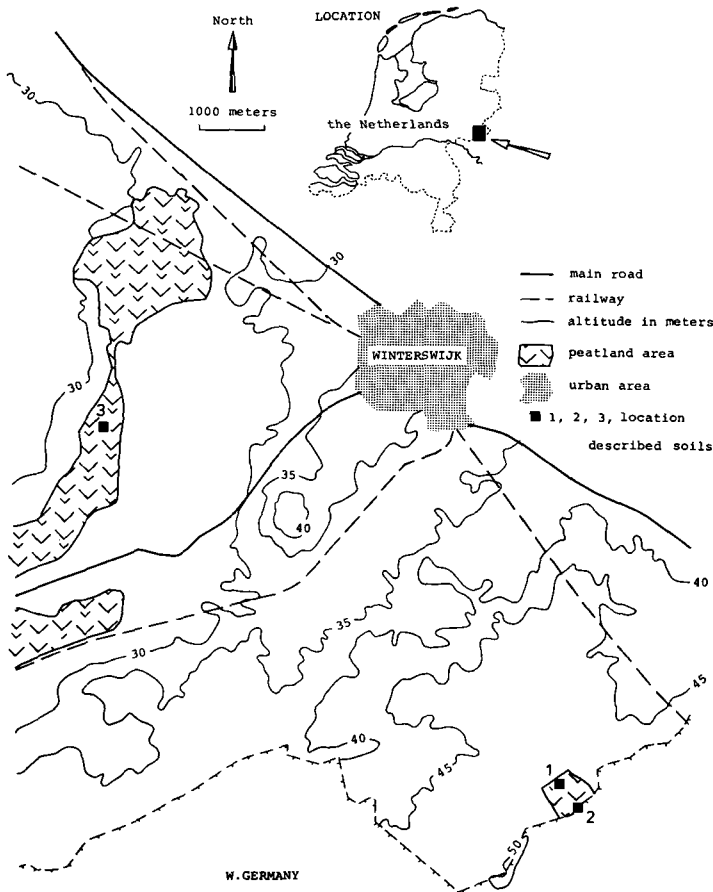 LOCATION
North
1000 meters
the Netherlands
30
30
main road
railway
altitude in meters
WINTERSWIJK
peatland area
30
urban area
3
1, 2, 3, location
described soils
35
40
40
35
30
45
40
45
1
2
50
W.GERMANY